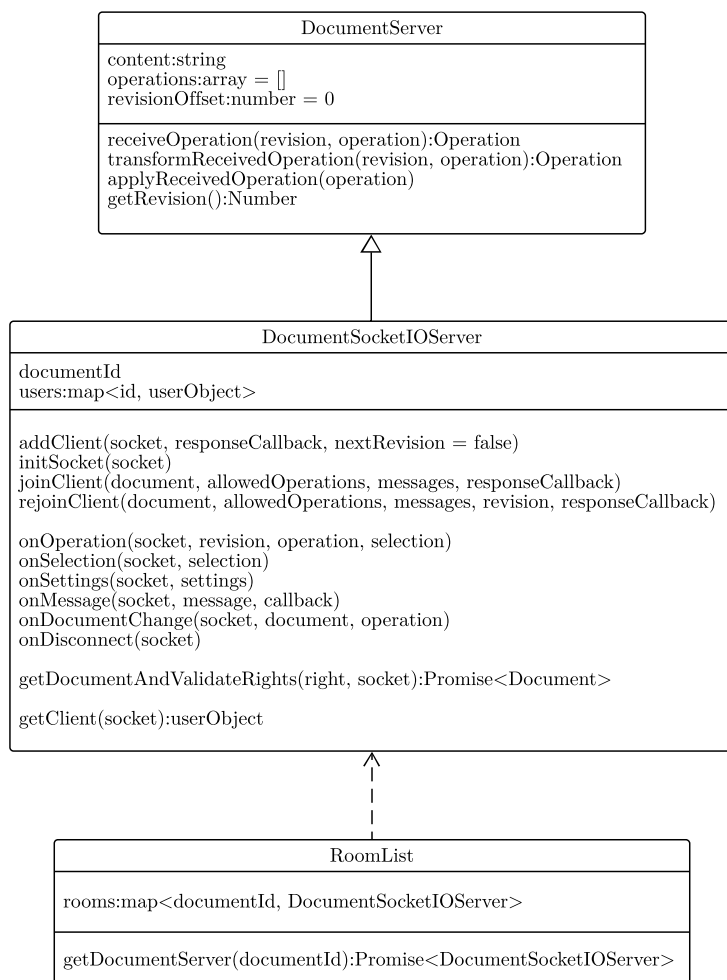 DocumentServer
content:string
operations:array = []
revisionOffset:number = 0
receiveOperation(revision, operation):Operation
transformReceivedOperation(revision, operation):Operation
applyReceivedOperation(operation)
getRevision():Number
DocumentSocketIOServer
documentId
users:map<id, userObject>
addClient(socket, responseCallback, nextRevision = false)
initSocket(socket)
joinClient(document, allowedOperations, messages, responseCallback)
rejoinClient(document, allowedOperations, messages, revision, responseCallback)
onOperation(socket, revision, operation, selection)
onSelection(socket, selection)
onSettings(socket, settings)
onMessage(socket, message, callback)
onDocumentChange(socket, document, operation)
onDisconnect(socket)
getDocumentAndValidateRights(right, socket):Promise<Document>
getClient(socket):userObject
RoomList
rooms:map<documentId, DocumentSocketIOServer>
getDocumentServer(documentId):Promise<DocumentSocketIOServer>